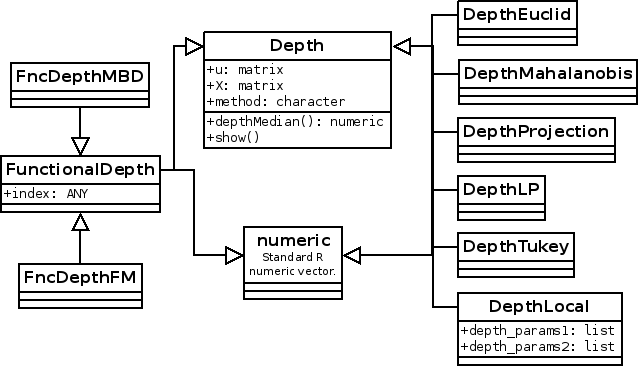 FncDepthMBD
FunctionalDepth
+index: ANY
FncDepthFM
Depth
+u: matrix
+X: matrix
+method: character
+depthMedian(): numeric
+show()
numeric
Standard R
numeric vector.
DepthEuclid
DepthMahalanobis
DepthProjection
DepthLP
DepthTukey
DepthLocal
+depth_params1: list
+depth_params2: list